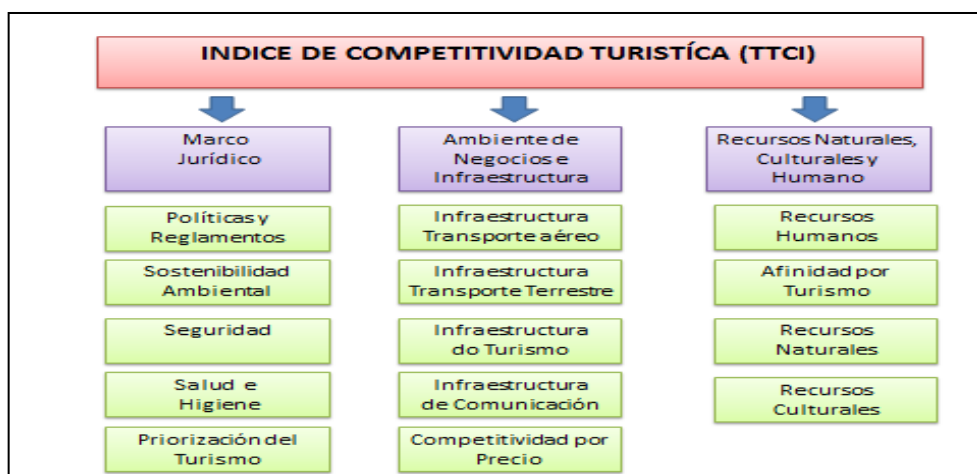 INDICE DE COMPETITIVIDAD TURISTÍCA (TTCI)
Marco
Jurídico
Políticas y
Reglamentos
Sostenibilidad
Ambiental
Seguridad
Salud e
Higiene
Priorización del
Turismo
Ambiente de
Negocios e
Infraestructura
Infraestructura
Transporte aéreo
Infraestructura
Transporte Terrestre
Infraestructura
do Turismo
Infraestructura
de Comunicación
Competitividad por
Precio
Recursos Naturales,
Culturales y
Humano
Recursos
Humanos
Afinidad por
Turismo
Recursos
Naturales
Recursos
Culturales